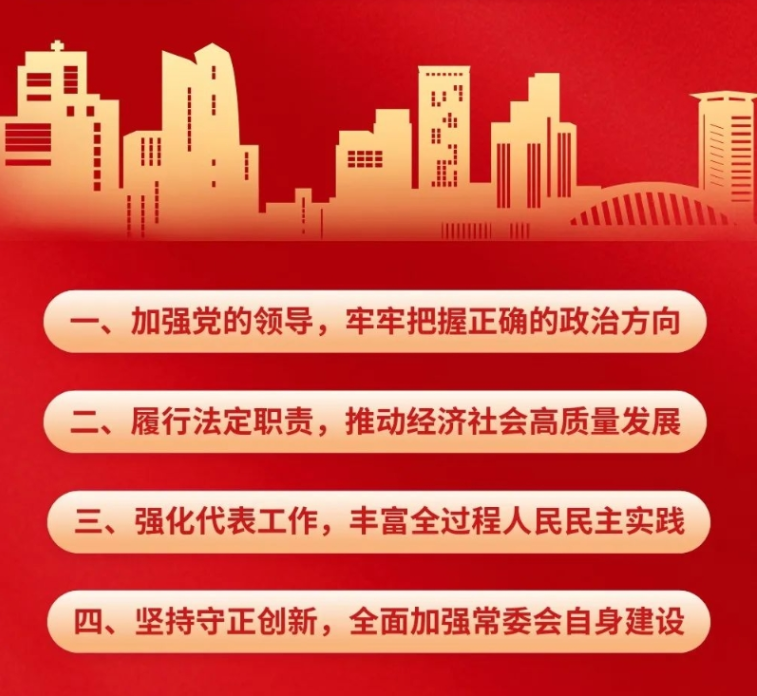 一、加强党的领导，牢牢把握正确的政治方向
二、履行法定职责，推动经济社会高质量发展
三、强化代表工作，丰富全过程人民民主实践
四、坚持守正创新，全面加强常委会自身建设